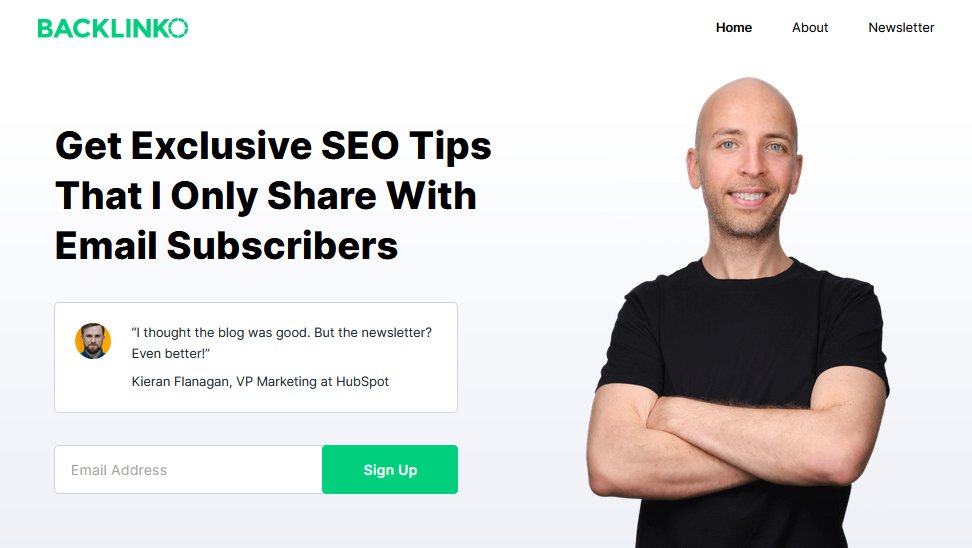 BACKLINKO
Home
About
Newsletter
Get Exclusive SEO Tips
That I Only Share With
Email Subscribers
“I thought the blog was good. But the newsletter?
Even better!”
Kieran Flanagan, VP Marketing at HubSpot
Email Address
Sign Up